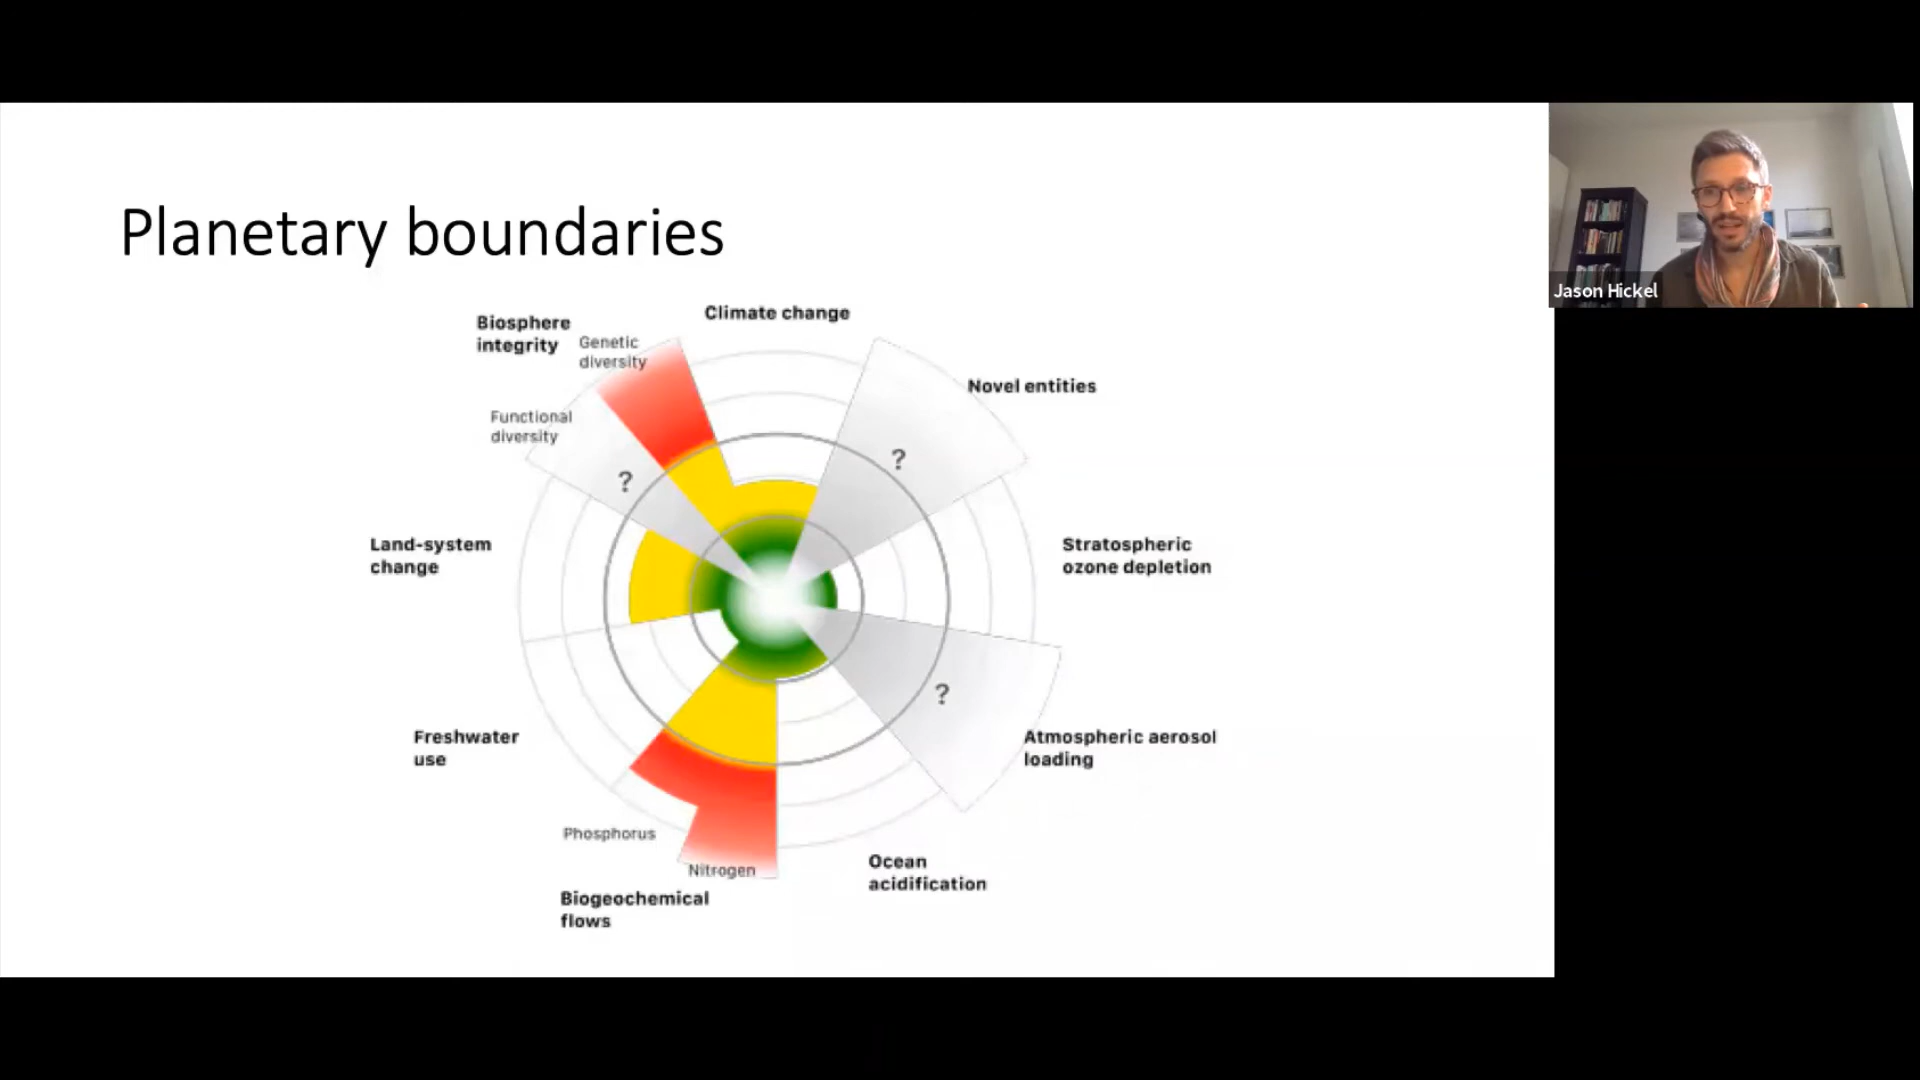 Planetary boundaries
Climate change
Biosphere
integrity
Genetic
diversity
Functional
diversity
?
Novel entities
?
Land-system
change
Stratospheric
ozone depletion
Freshwater
use
?
Atmospheric aerosol
loading
Phosphorus
Nitrogen
Biogeochemical
flows
Ocean
acidification
Jason Hickel